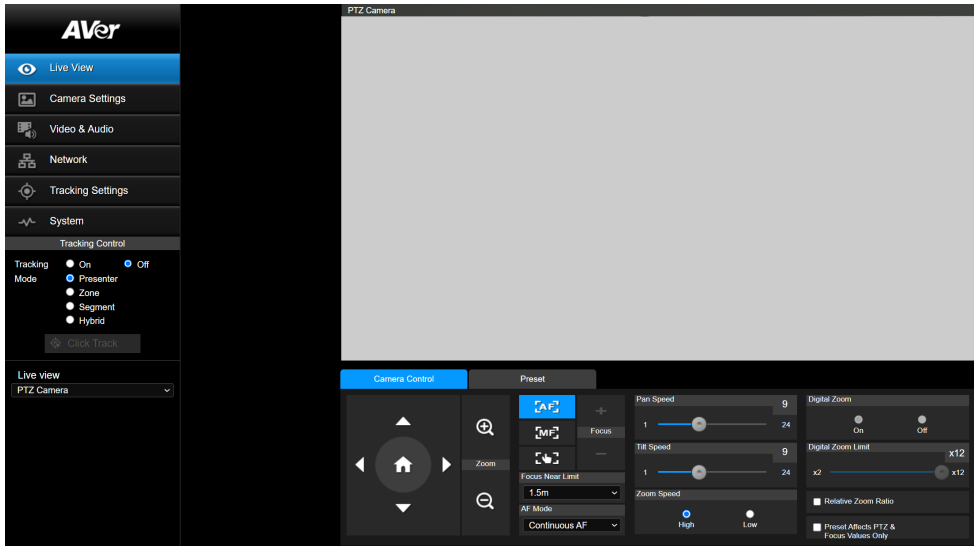 AVer
Live View
Camera Settings
Video & Audio
Network
Tracking Settings
System
Tracking Control
Tracking On Off
Mode Presenter
Zone
Segment
Hybrid
Click Track
Live view
PTZ Camera
PTZ Camera
Camera Control Preset
Zoom
AF
MF
Focus
Focus Near Limit
1.5m
AF Mode
Continuous AF
Pan Speed
9
1 24
Tilt Speed
9
1 24
Zoom Speed
High Low
Digital Zoom
On Off
Digital Zoom Limit
x12
x2 x12
Relative Zoom Ratio
Preset Affects PTZ &
Focus Values Only